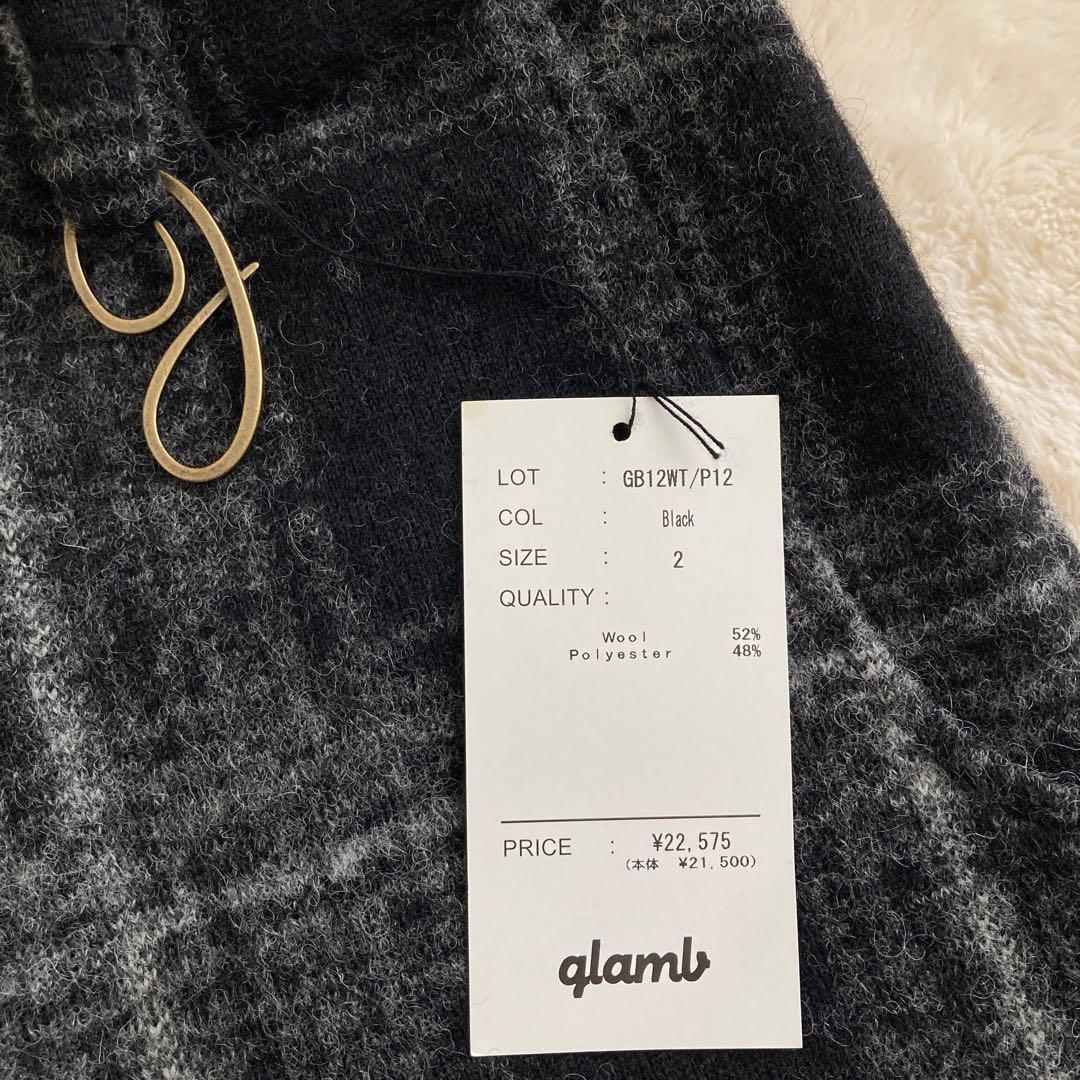 LOT : GB12WT/P12
COL : Black
SIZE : 2
QUALITY :
Wool 52%
Polyester 48%
PRICE : ¥22,575
(本体 ¥21,500)
glamb